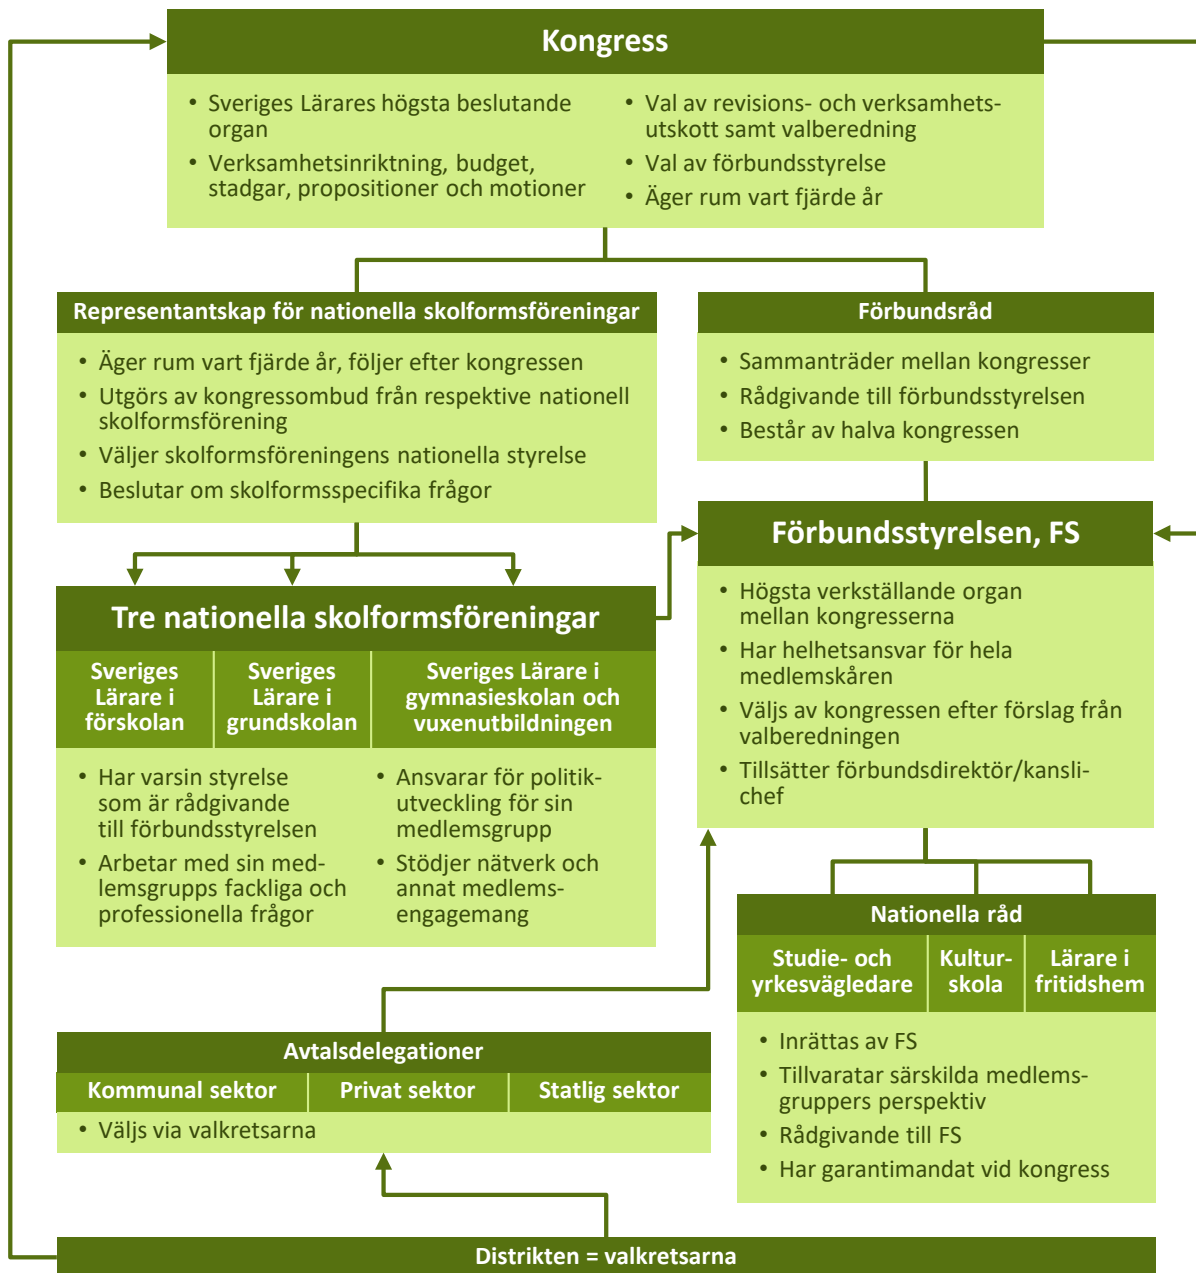 Kongress
• Sveriges Lärares högsta beslutande
organ
• Verksamhetsinriktning, budget,
stadgar, propositioner och motioner
• Val av revisions- och verksamhets-
utskott samt valberedning
• Val av förbundsstyrelse
• Äger rum vart fjärde år
Representantskap för nationella skolformsföreningar
• Äger rum vart fjärde år, följer efter kongressen
• Utgörs av kongressombud från respektive nationell
skolformsförening
• Väljer skolformsföreningens nationella styrelse
• Beslutar om skolformsspecifika frågor
Förbundsråd
• Sammanträder mellan kongresser
• Rådgivande till förbundsstyrelsen
• Består av halva kongressen
Förbundsstyrelsen, FS
• Högsta verkställande organ
mellan kongresserna
• Har helhetsansvar för hela
medlemskåren
• Väljs av kongressen efter förslag från
valberedningen
• Tillsätter förbundsdirektör/kansli-
chef
Tre nationella skolformsföreningar
Sveriges
Lärare i
förskolan
Sveriges
Lärare i
grundskolan
Sveriges Lärare i
gymnasieskolan och
vuxenutbildningen
• Har varsin styrelse
som är rådgivande
till förbundsstyrelsen
• Arbetar med sin med-
lemsgrupps fackliga och
professionella frågor
• Ansvarar för politik-
utveckling för sin
medlemsgrupp
• Stödjer nätverk och
annat medlems-
engagemang
Nationella råd
Studie- och
yrkesvägledare
Kultur-
skola
Lärare i
fritidshem
• Inrättas av FS
• Tillvaratar särskilda medlems-
gruppers perspektiv
• Rådgivande till FS
• Har garantimandat vid kongress
Avtalsdelegationer
Kommunal sektor
Privat sektor
Statlig sektor
• Väljs via valkretsarna
Distrikten = valkretsarna